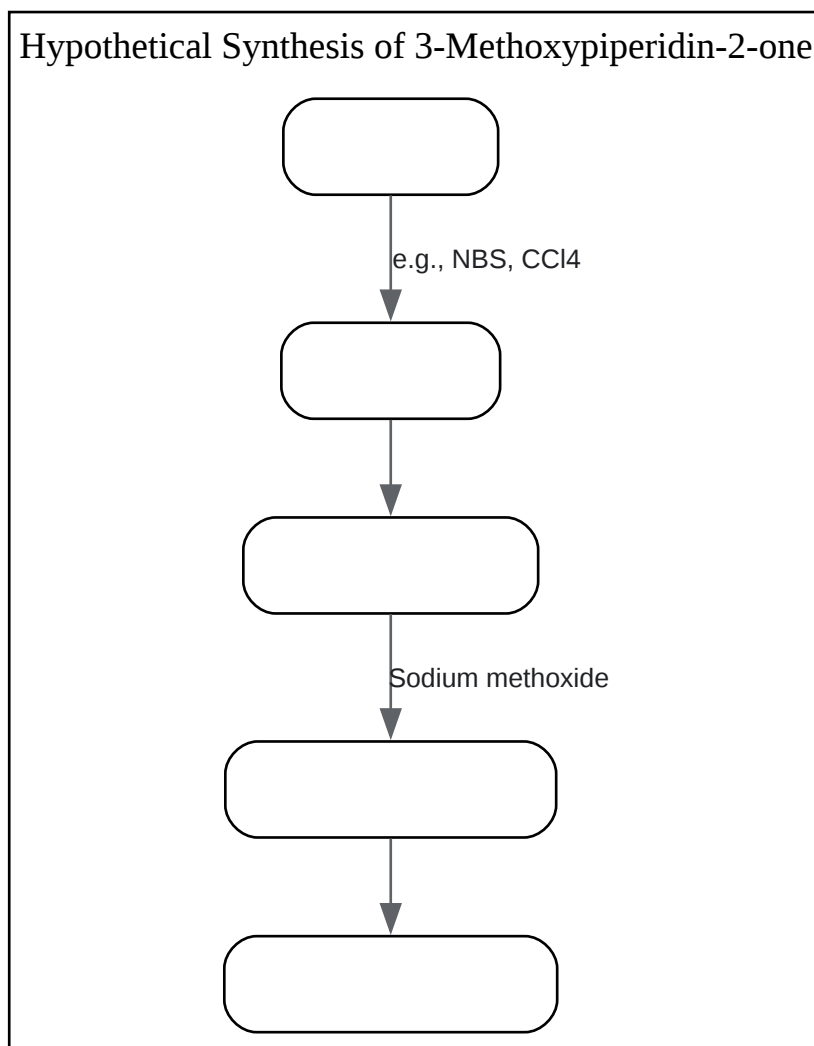 Hypothetical Synthesis of 3-Methoxypiperidin-2-one
e.g., NBS, CCl4
Sodium methoxide